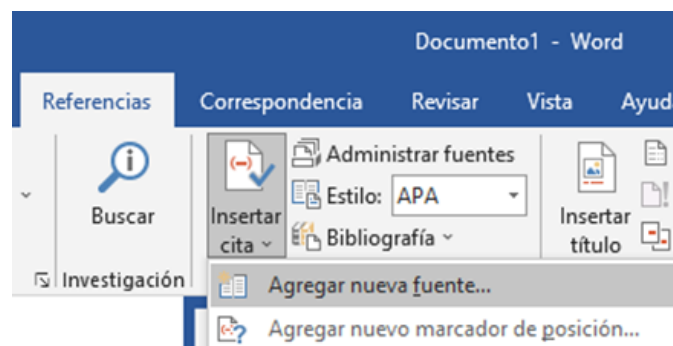 Documento1 - Word
Referencias Correspondencia Revisar Vista Ayud
Administrar fuentes
Estilo: APA
Buscar Insertar cita Bibliografía Insertar título
Investigación
Agregar nueva fuente...
Agregar nuevo marcador de posición...